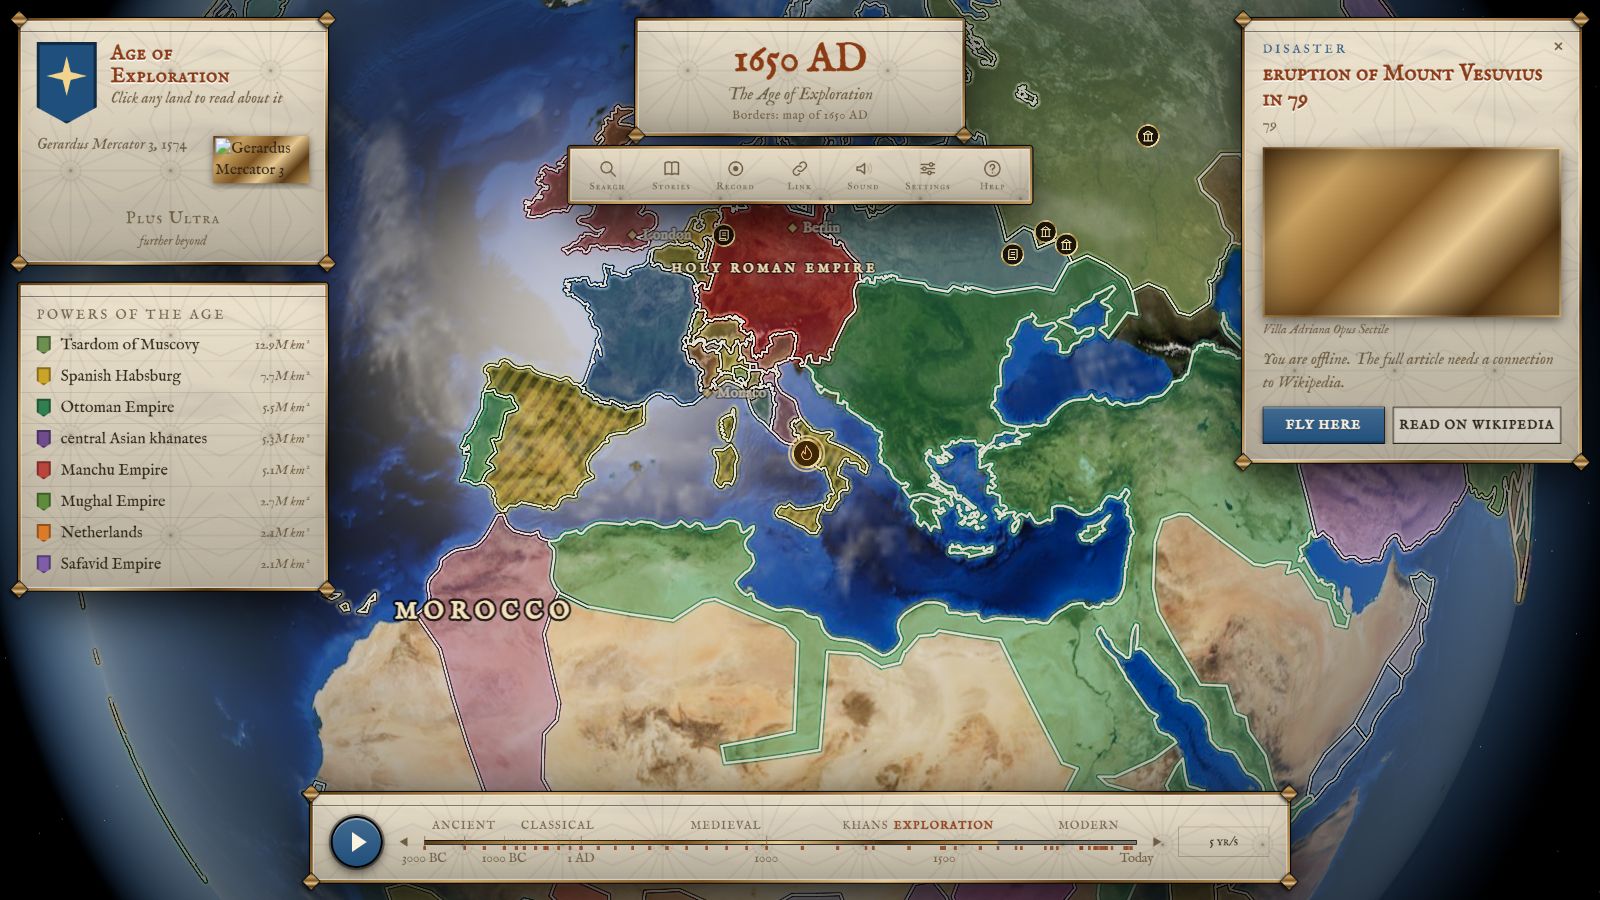 Age of
Exploration
Click any land to read about it
Gerardus Mercator 3, 1574
Gerardus
Mercator 3
Plus Ultra
further beyond
POWERS OF THE AGE
Tsardom of Muscovy 12.9M km²
Spanish Habsburg 7.7M km²
Ottoman Empire 5.5M km²
central Asian khanates 5.3M km²
Manchu Empire 5.1M km²
Mughal Empire 2.7M km²
Netherlands 2.4M km²
Safavid Empire 2.1M km²
1650 AD
The Age of Exploration
Borders: map of 1650 AD
Search Stories Record Link Sound Settings Help
London
Berlin
HOLY ROMAN EMPIRE
Monaco
MOROCCO
DISASTER ×
eruption of Mount Vesuvius
in 79
79
Villa Adriana Opus Sectile
You are offline. The full article needs a connection
to Wikipedia.
FLY HERE READ ON WIKIPEDIA
ANCIENT CLASSICAL MEDIEVAL KHANS EXPLORATION MODERN
3000 BC 1000 BC 1 AD 1000 1500 Today
5 YR/S